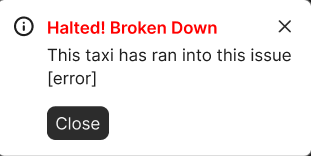 Halted! Broken Down
This taxi has ran into this issue
[error]
Close